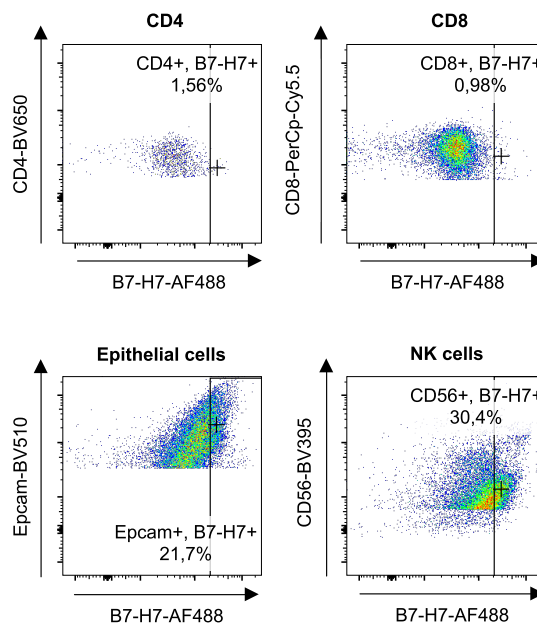 CD4
CD8
CD4+, B7-H7+
1,56%
CD8+, B7-H7+
0,98%
CD4-BV650
CD8-PerCp-Cy5.5
B7-H7-AF488
B7-H7-AF488
Epithelial cells
NK cells
CD56+, B7-H7+
30,4%
Epcam-BV510
CD56-BV395
Epcam+, B7-H7+
21,7%
B7-H7-AF488
B7-H7-AF488